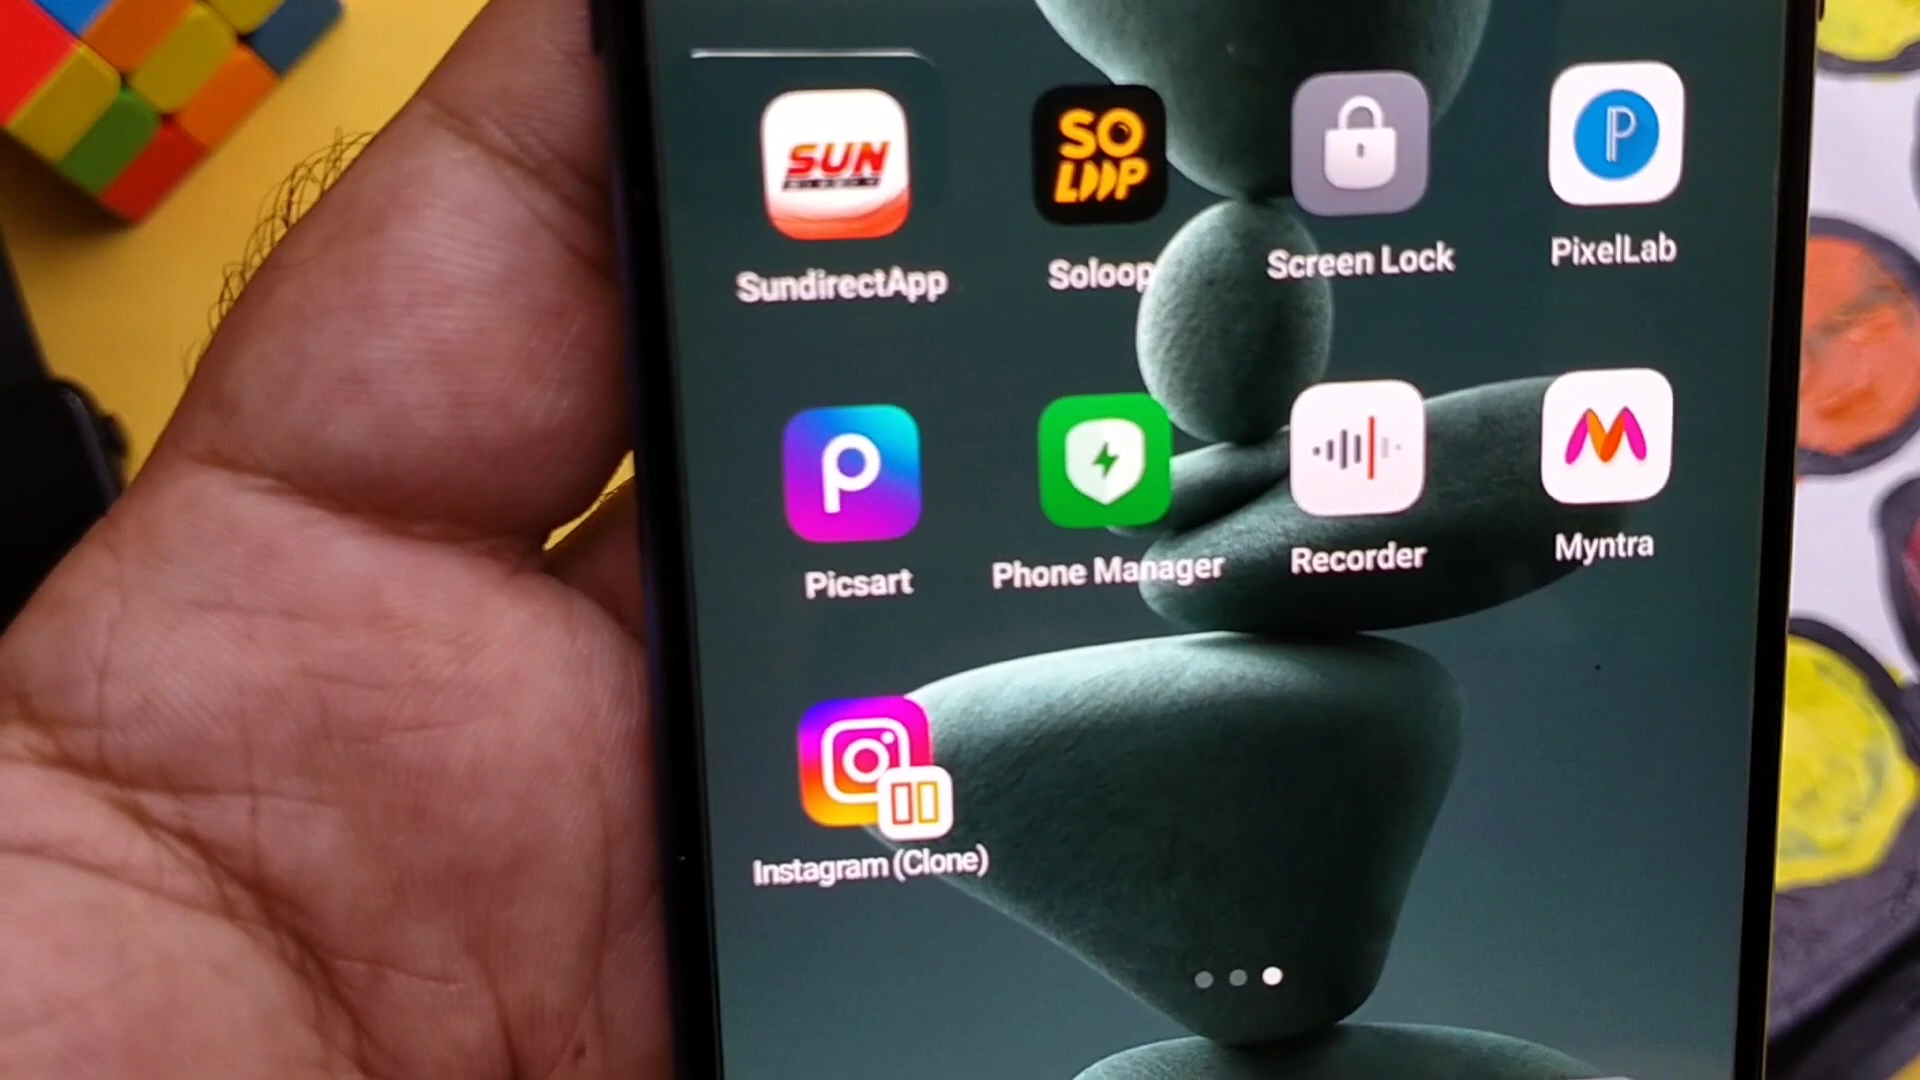 SUN
SO
LOOP
P
SundirectApp
Soloop
Screen Lock
PixelLab
Picsart
Phone Manager
Recorder
Myntra
Instagram (Clone)